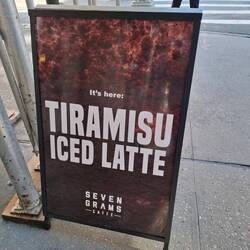 It's here:
TIRAMISU
ICED LATTE
SEVEN
GRAMS
CAFFE